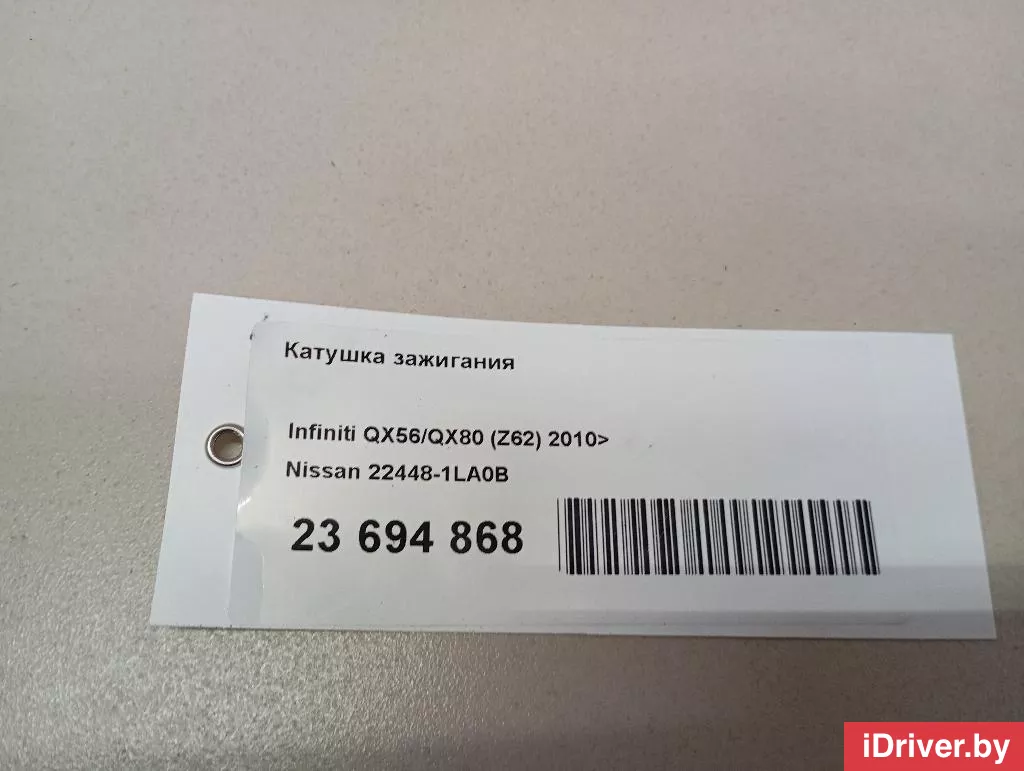 Катушка зажигания
Infiniti QX56/QX80 (Z62) 2010>
Nissan 22448-1LA0B
23 694 868
iDriver.by